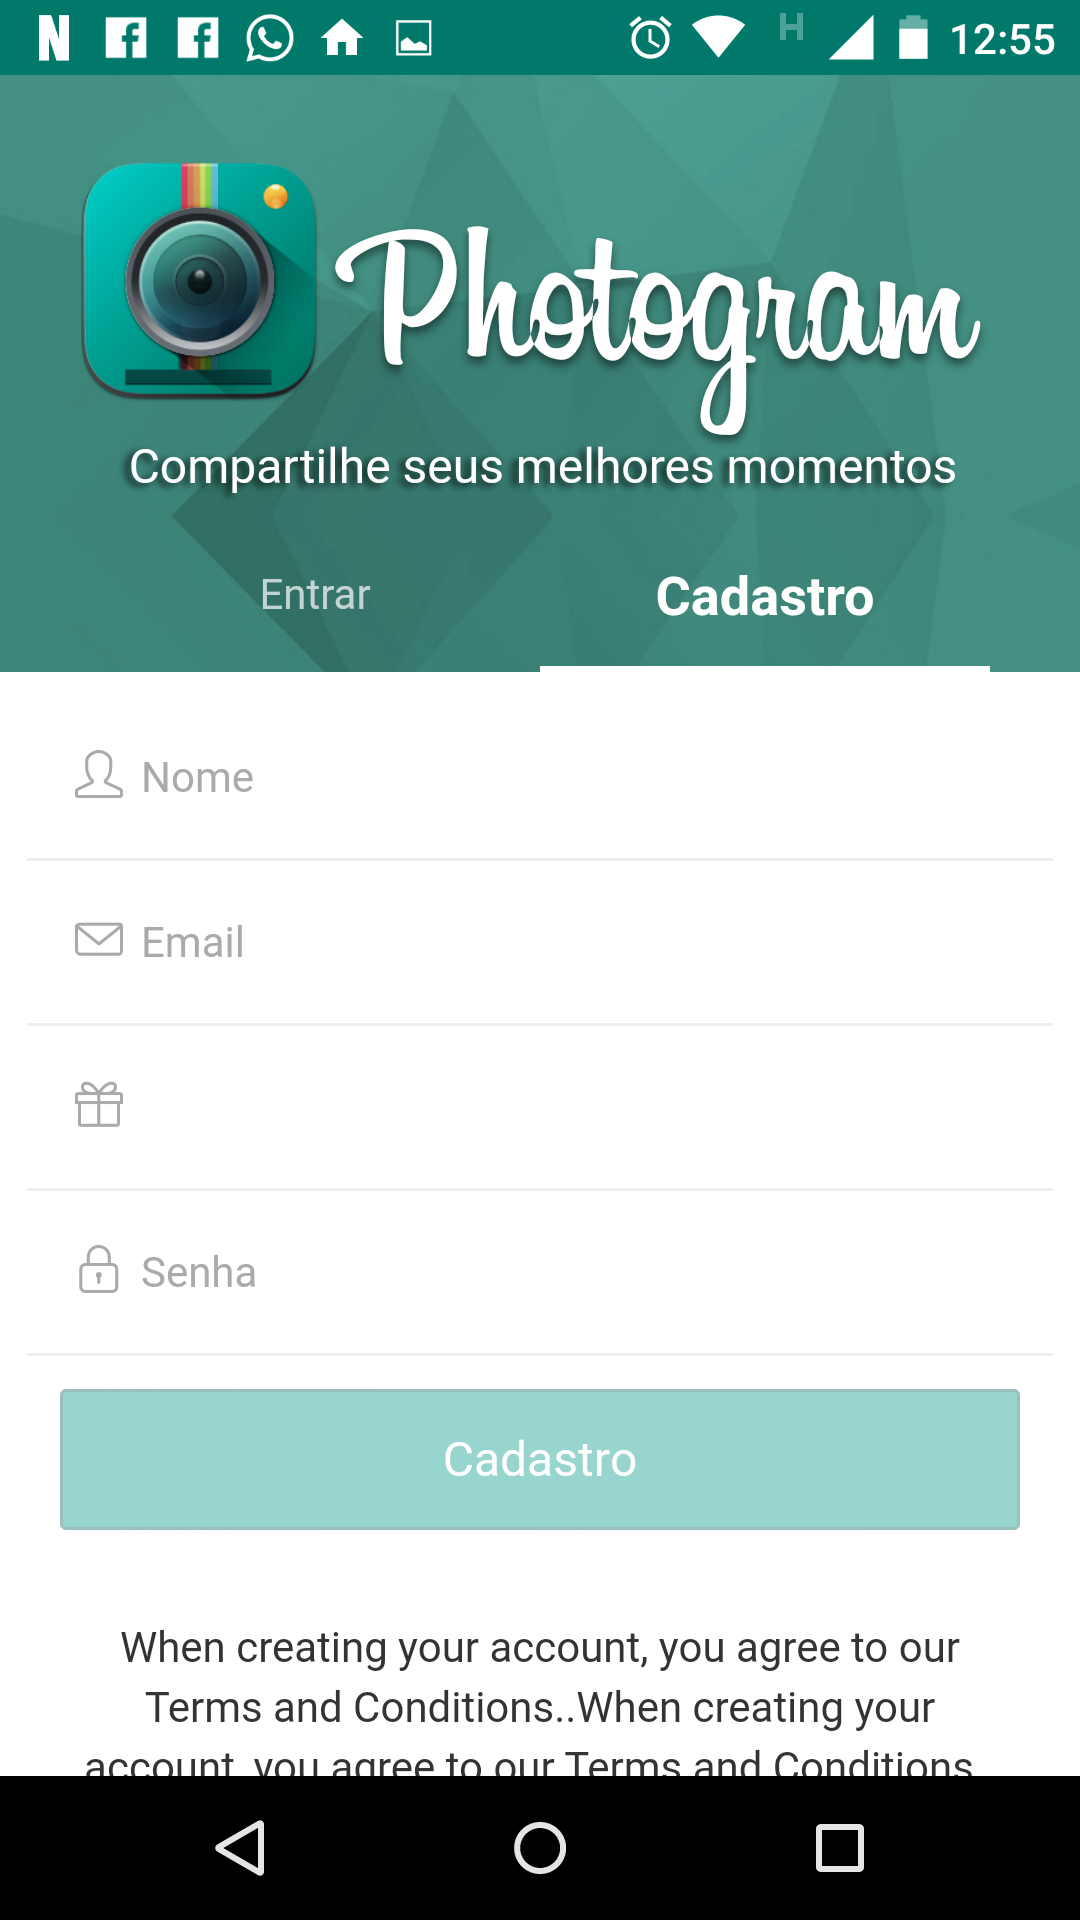 H 12:55
Photogram
Compartilhe seus melhores momentos
Entrar Cadastro
Nome
Email
Senha
Cadastro
When creating your account, you agree to our
Terms and Conditions..When creating your
account, you agree to our Terms and Conditions